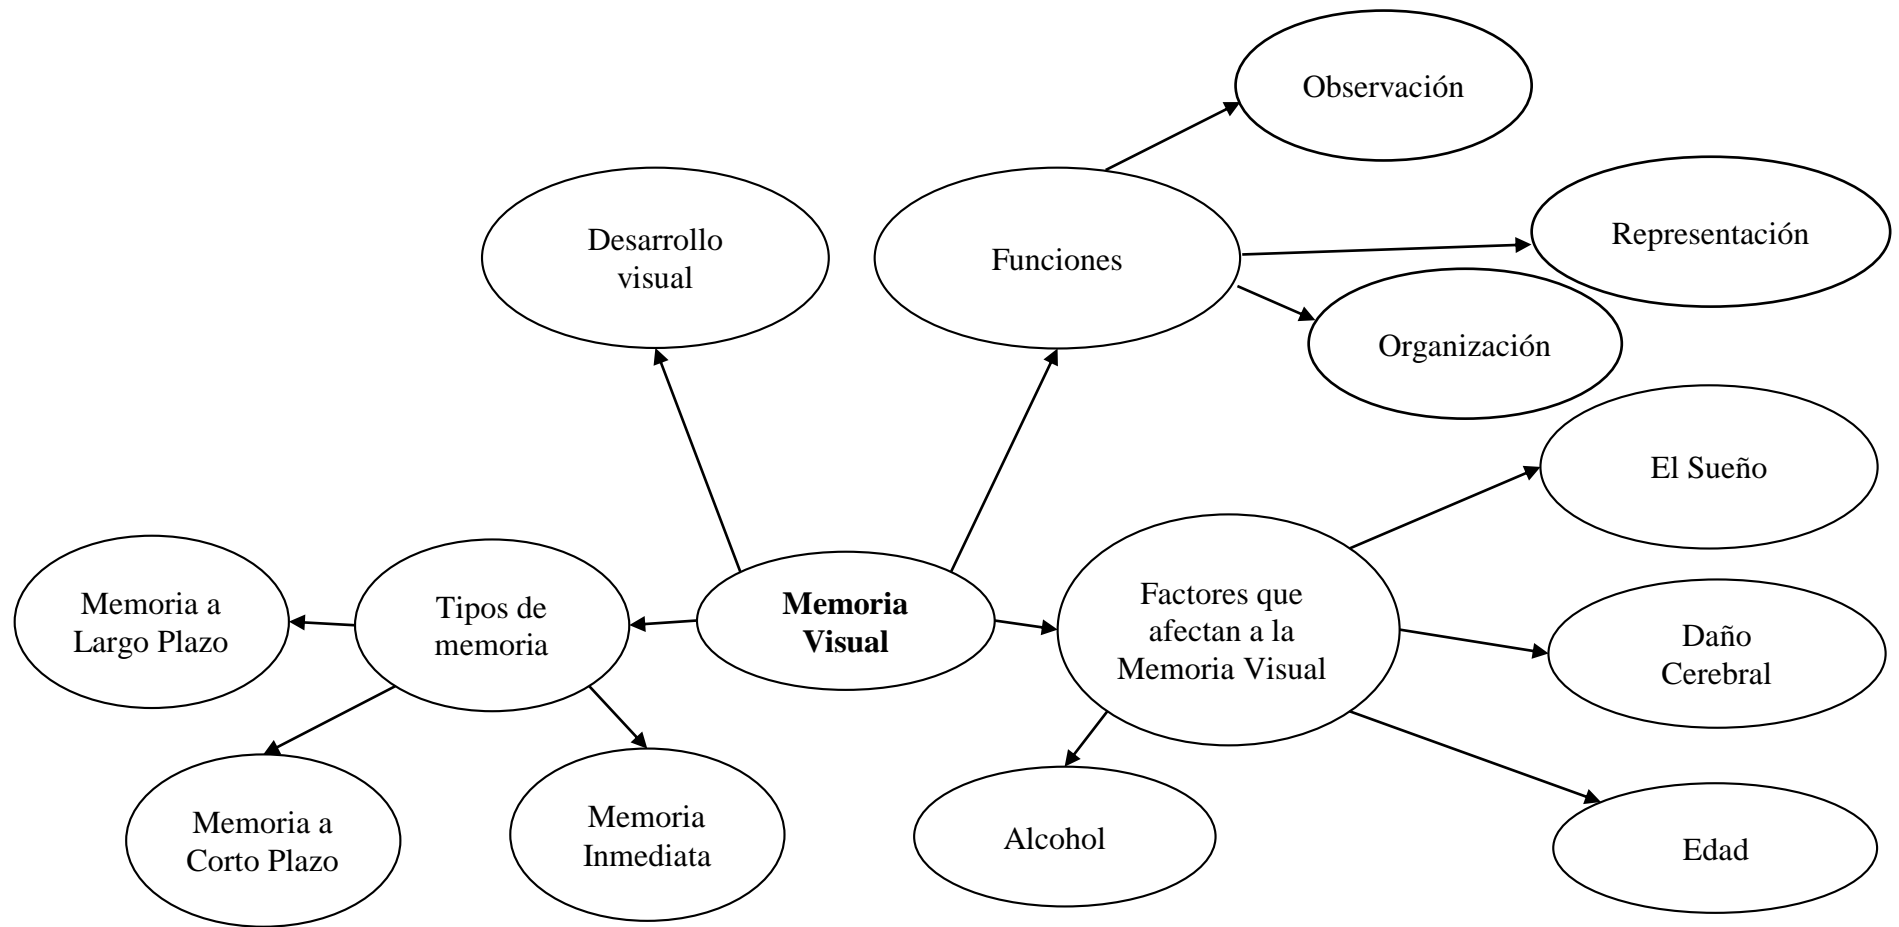 Observación
Representación
Desarrollo
visual
Funciones
Organización
El Sueño
Memoria a
Largo Plazo
Tipos de
memoria
Memoria
Visual
Factores que
afectan a la
Memoria Visual
Daño
Cerebral
Memoria a
Corto Plazo
Memoria
Inmediata
Alcohol
Edad